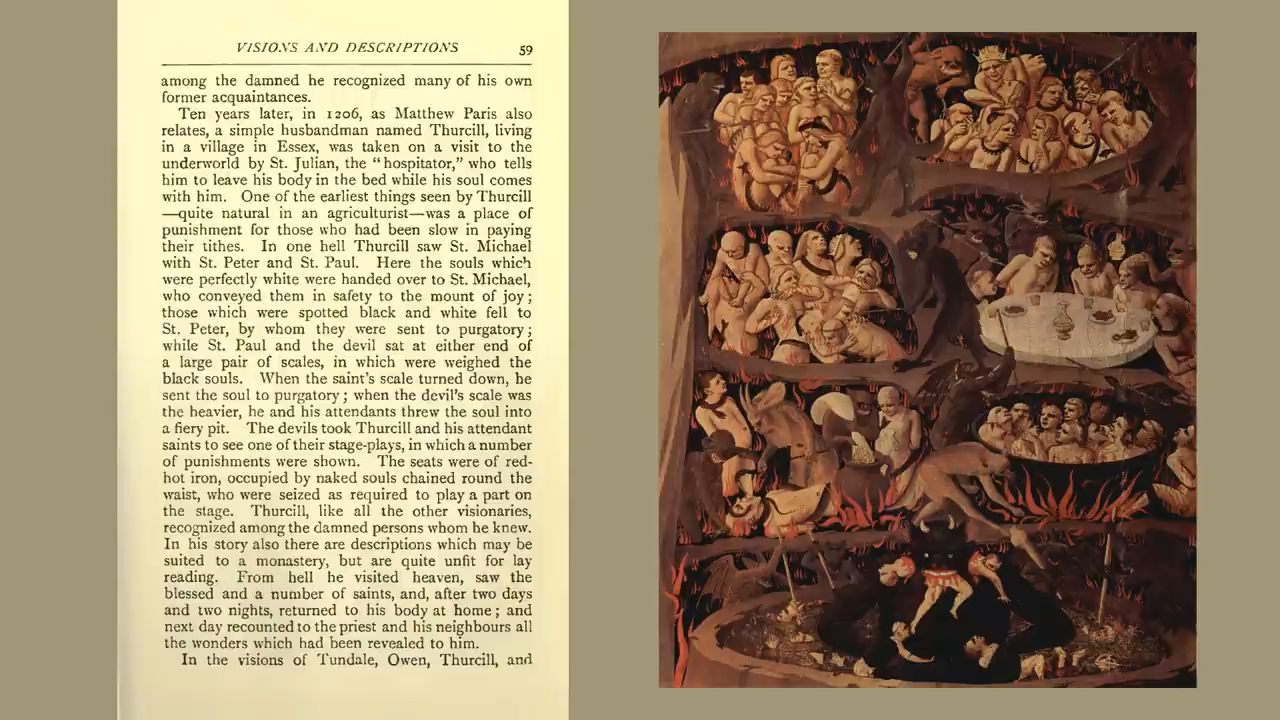 VISIONS AND DESCRIPTIONS 59
among the damned he recognized many of his own
former acquaintances.
Ten years later, in 1206, as Matthew Paris also
relates, a simple husbandman named Thurcill, living
in a village in Essex, was taken on a visit to the
underworld by St. Julian, the “hospitator,” who tells
him to leave his body in the bed while his soul comes
with him. One of the earliest things seen by Thurcill
—quite natural in an agriculturist—was a place of
punishment for those who had been slow in paying
their tithes. In one hell Thurcill saw St. Michael
with St. Peter and St. Paul. Here the souls which
were perfectly white were handed over to St. Michael,
who conveyed them in safety to the mount of joy;
those which were spotted black and white fell to
St. Peter, by whom they were sent to purgatory;
while St. Paul and the devil sat at either end of
a large pair of scales, in which were weighed the
black souls. When the saint's scale turned down, he
sent the soul to purgatory; when the devil's scale was
the heavier, he and his attendants threw the soul into
a fiery pit. The devils took Thurcill and his attendant
saints to see one of their stage-plays, in which a number
of punishments were shown. The seats were of red-
hot iron, occupied by naked souls chained round the
waist, who were seized as required to play a part on
the stage. Thurcill, like all the other visionaries,
recognized among the damned persons whom he knew.
In his story also there are descriptions which may be
suited to a monastery, but are quite unfit for lay
reading. From hell he visited heaven, saw the
blessed and a number of saints, and, after two days
and two nights, returned to his body at home; and
next day recounted to the priest and his neighbours all
the wonders which had been revealed to him.
In the visions of Tundale, Owen, Thurcill, and